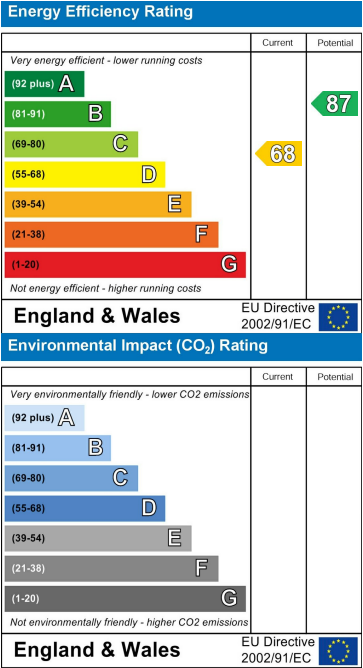 Energy Efficiency Rating
Current Potential
Very energy efficient - lower running costs
(92 plus) A
(81-91) B
87
(69-80) C
68
(55-68) D
(39-54) E
(21-38) F
(1-20) G
Not energy efficient - higher running costs
England & Wales
EU Directive
2002/91/EC
Environmental Impact (CO2) Rating
Current Potential
Very environmentally friendly - lower CO2 emissions
(92 plus) A
(81-91) B
(69-80) C
(55-68) D
(39-54) E
(21-38) F
(1-20) G
Not environmentally friendly - higher CO2 emissions
England & Wales
EU Directive
2002/91/EC